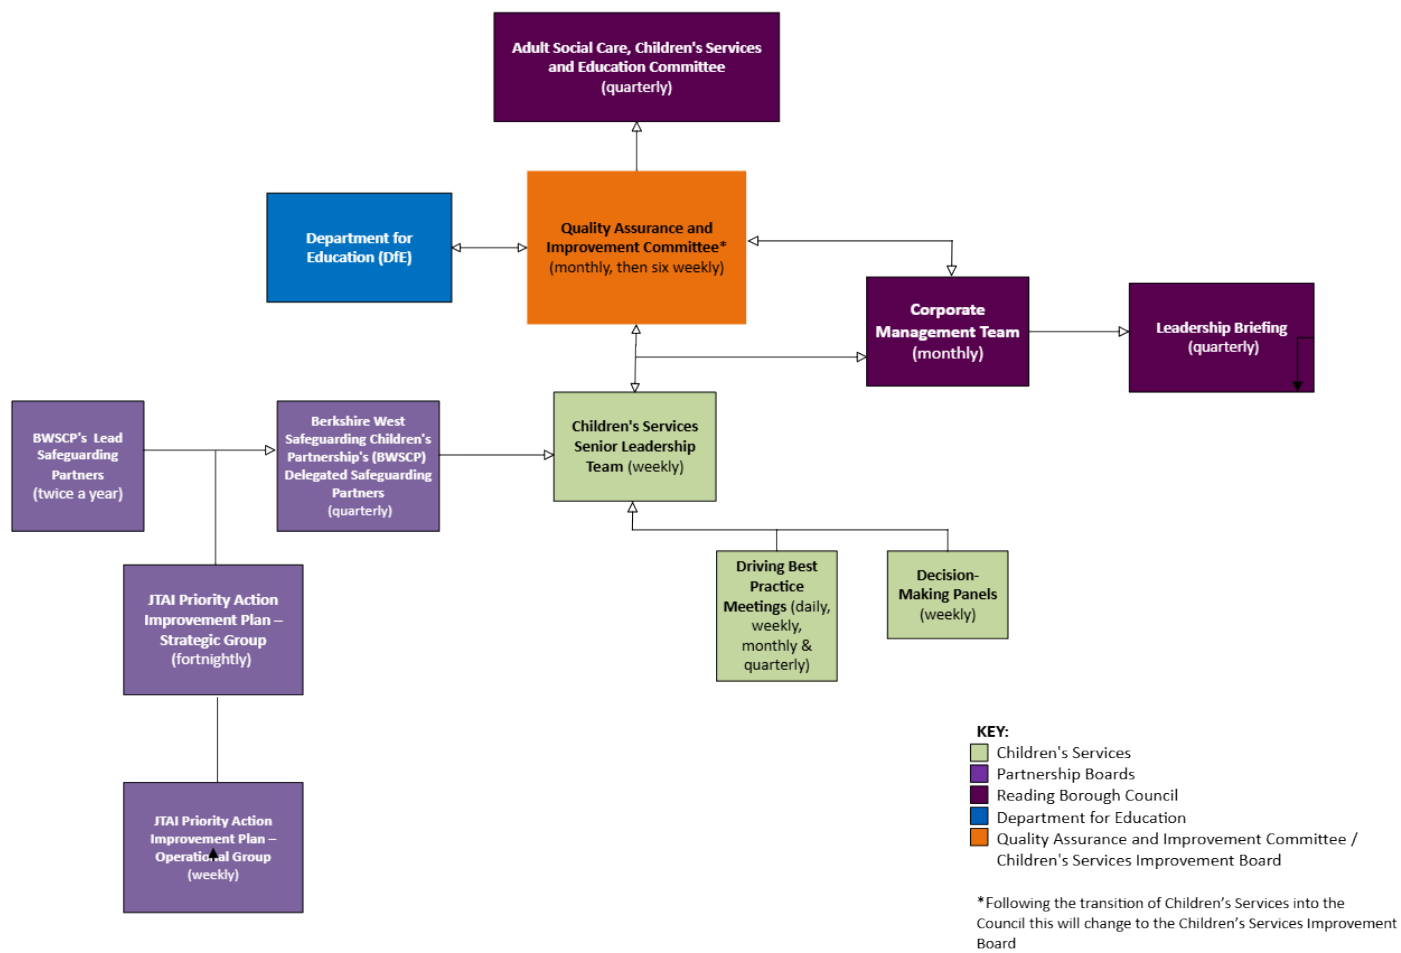 Adult Social Care, Children's Services
and Education Committee
(quarterly)
Department for
Education (DfE)
Quality Assurance and
Improvement Committee*
(monthly, then six weekly)
Corporate
Management Team
(monthly)
Leadership Briefing
(quarterly)
BWSCP's Lead
Safeguarding
Partners
(twice a year)
Berkshire West
Safeguarding Children's
Partnership's (BWSCP)
Delegated Safeguarding
Partners
(quarterly)
Children's Services
Senior Leadership
Team (weekly)
Driving Best
Practice
Meetings (daily,
weekly,
monthly &
quarterly)
Decision-
Making Panels
(weekly)
JTAI Priority Action
Improvement Plan –
Strategic Group
(fortnightly)
JTAI Priority Action
Improvement Plan –
Operational Group
(weekly)
KEY:
Children's Services
Partnership Boards
Reading Borough Council
Department for Education
Quality Assurance and Improvement Committee /
Children's Services Improvement Board
*Following the transition of Children’s Services into the
Council this will change to the Children’s Services Improvement
Board